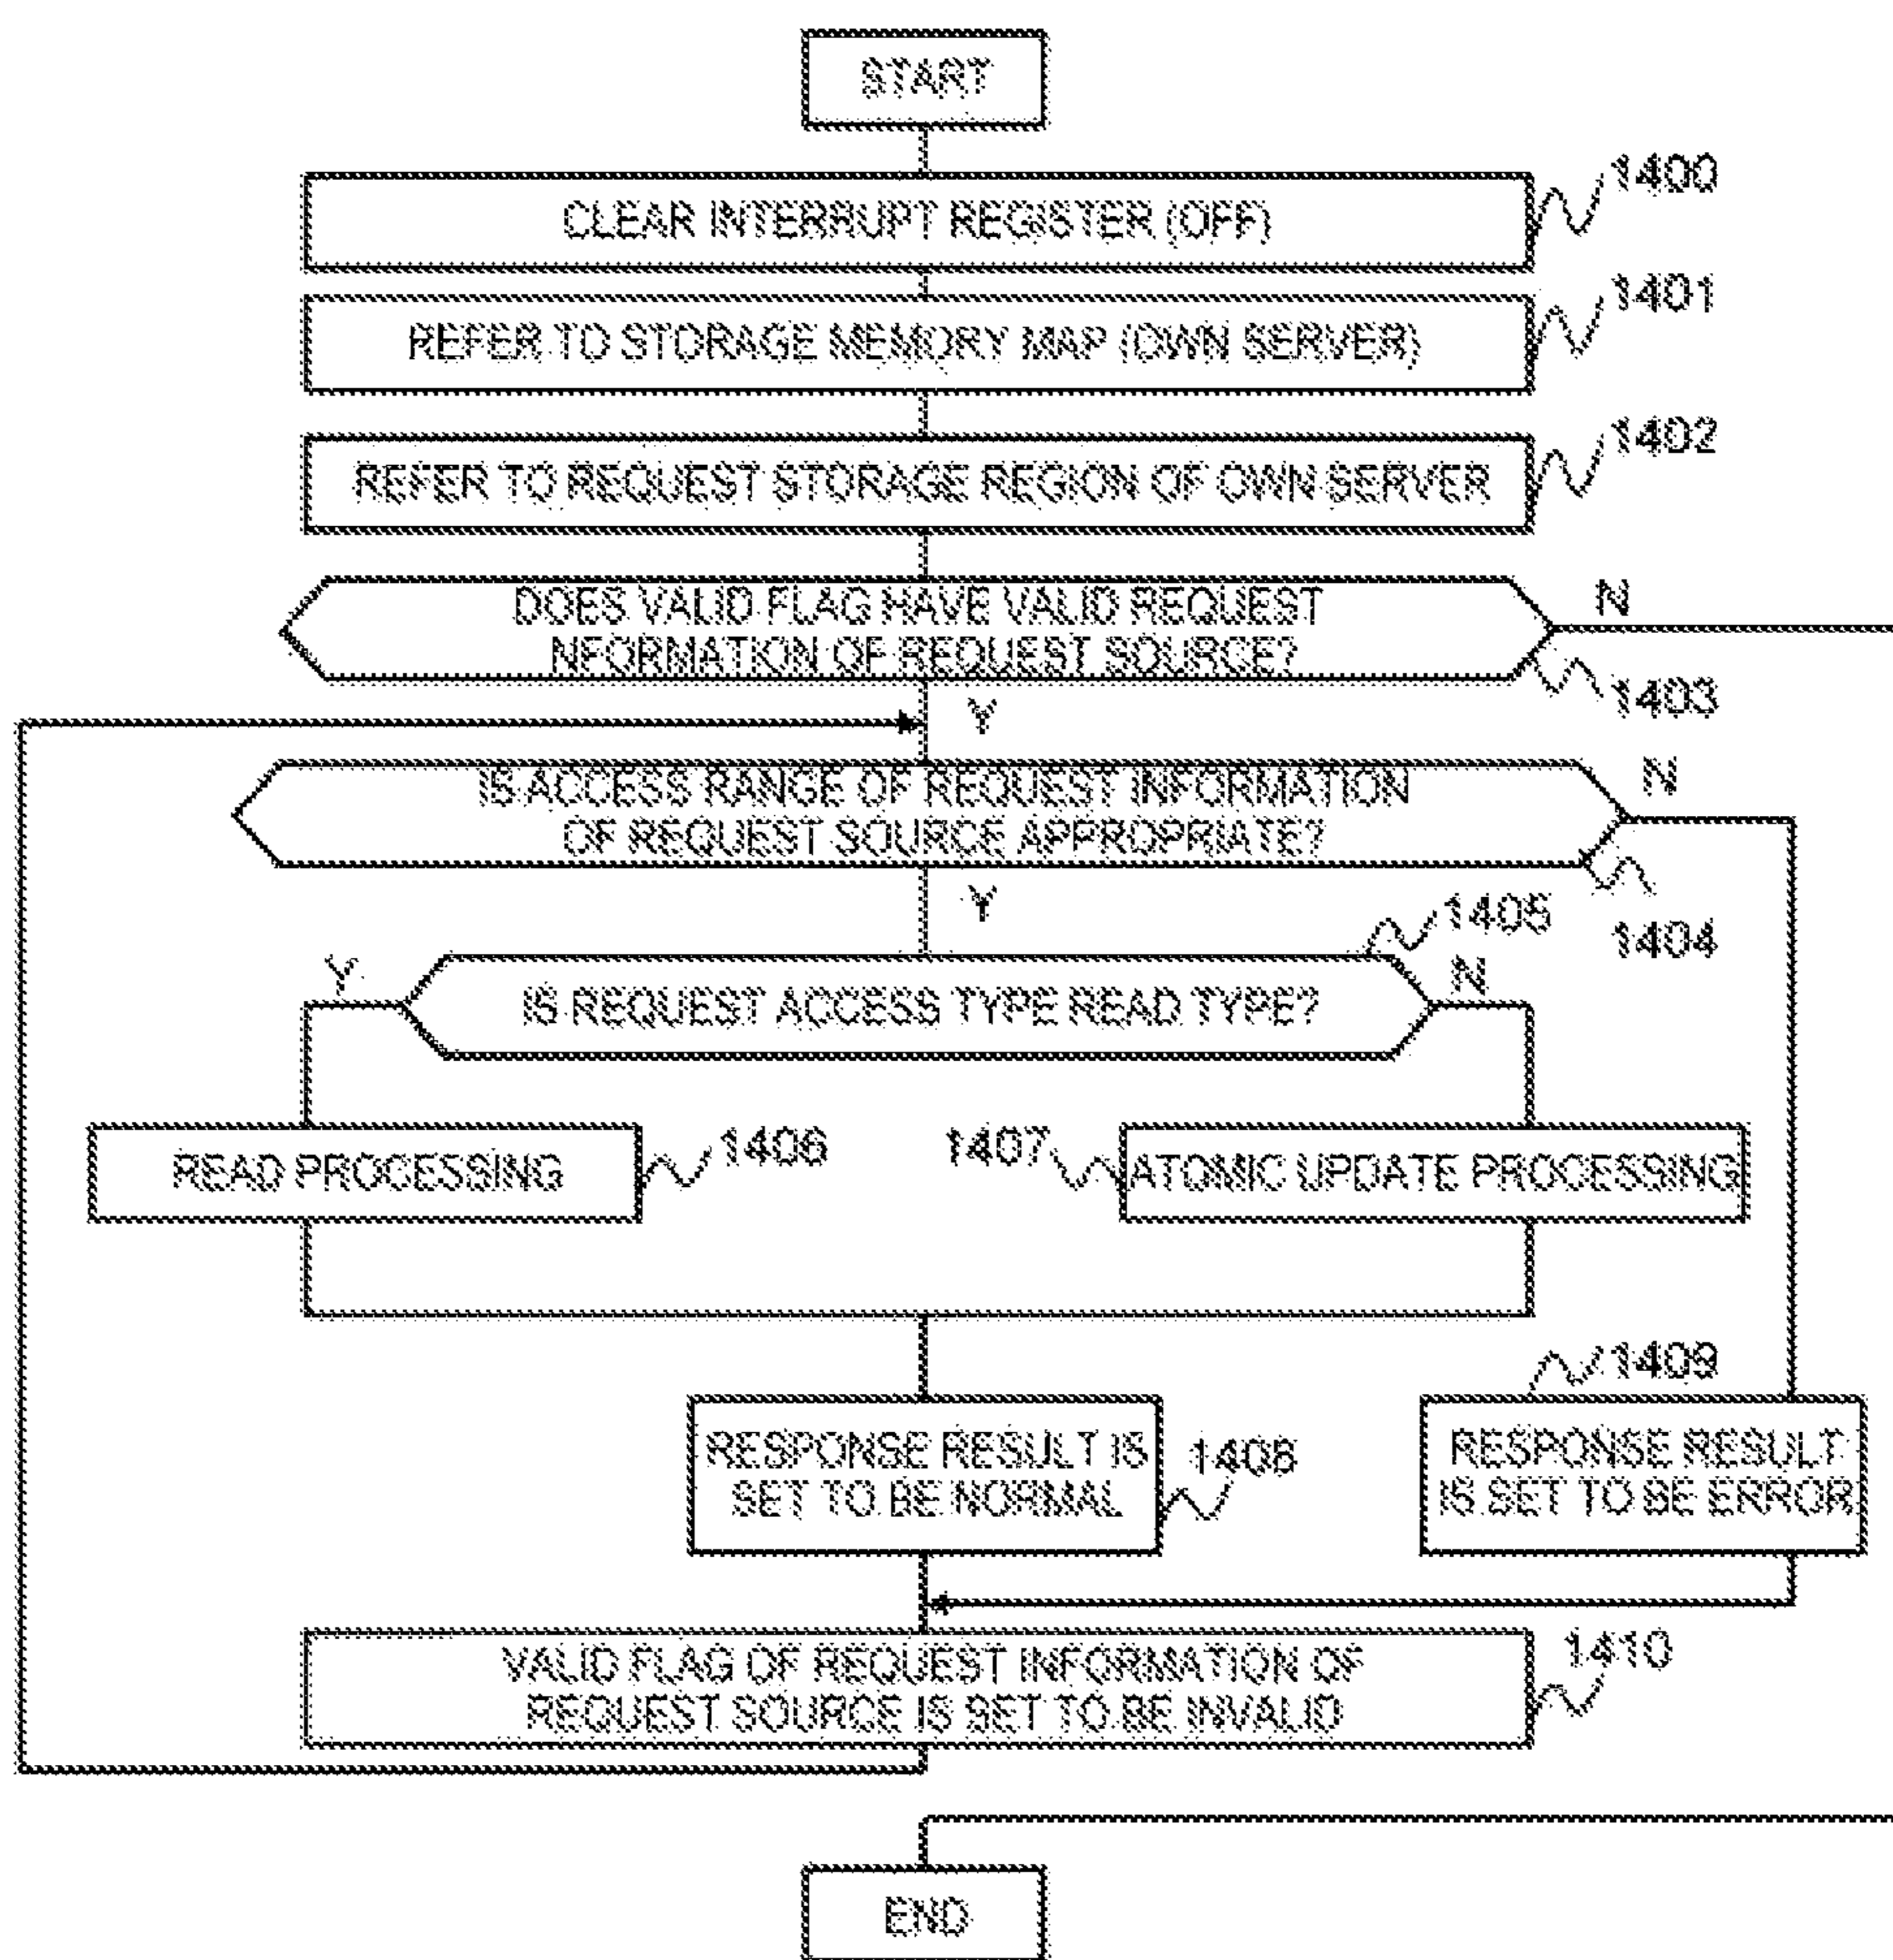 START
CLEAR INTERRUPT REGISTER (OFF)
1400
REFER TO STORAGE MEMORY MAP (OWN SERVER)
1401
REFER TO REQUEST STORAGE REGION OF OWN SERVER
1402
DOES VALID FLAG HAVE VALID REQUEST
NFORMATION OF REQUEST SOURCE?
N
1403
Y
IS ACCESS RANGE OF REQUEST INFORMATION
OF REQUEST SOURCE APPROPRIATE?
N
1404
Y
1405
Y
IS REQUEST ACCESS TYPE READ TYPE?
N
READ PROCESSING
1406
1407
ATOMIC UPDATE PROCESSING
RESPONSE RESULT IS
SET TO BE NORMAL
1408
1409
RESPONSE RESULT
IS SET TO BE ERROR
VALID FLAG OF REQUEST INFORMATION OF
REQUEST SOURCE IS SET TO BE INVALID
1410
END